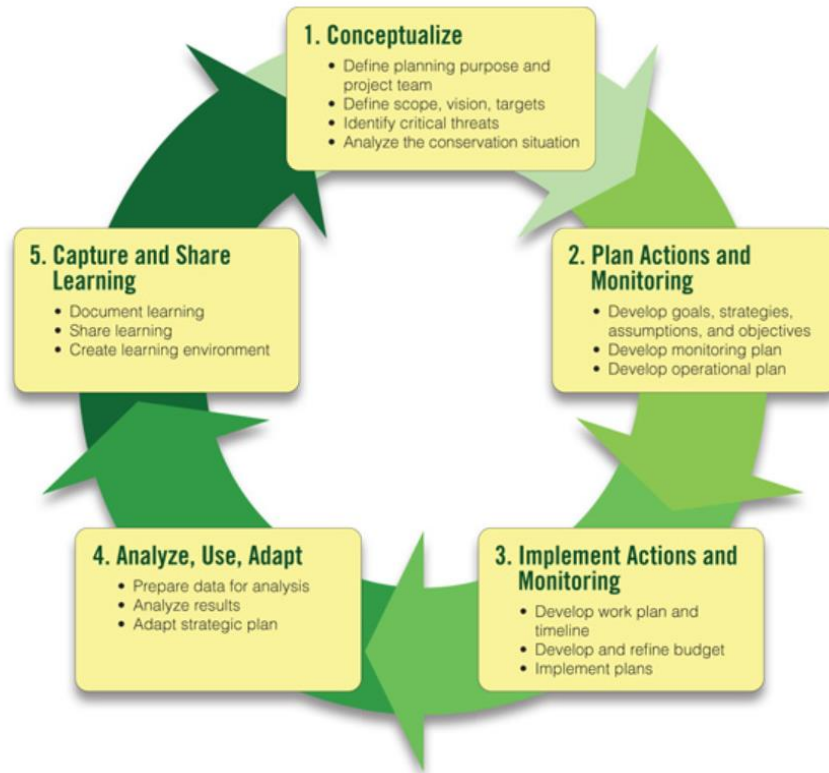 1. Conceptualize
• Define planning purpose and
project team
• Define scope, vision, targets
• Identify critical threats
• Analyze the conservation situation
2. Plan Actions and
Monitoring
• Develop goals, strategies,
assumptions, and objectives
• Develop monitoring plan
• Develop operational plan
3. Implement Actions and
Monitoring
• Develop work plan and
timeline
• Develop and refine budget
• Implement plans
4. Analyze, Use, Adapt
• Prepare data for analysis
• Analyze results
• Adapt strategic plan
5. Capture and Share
Learning
• Document learning
• Share learning
• Create learning environment